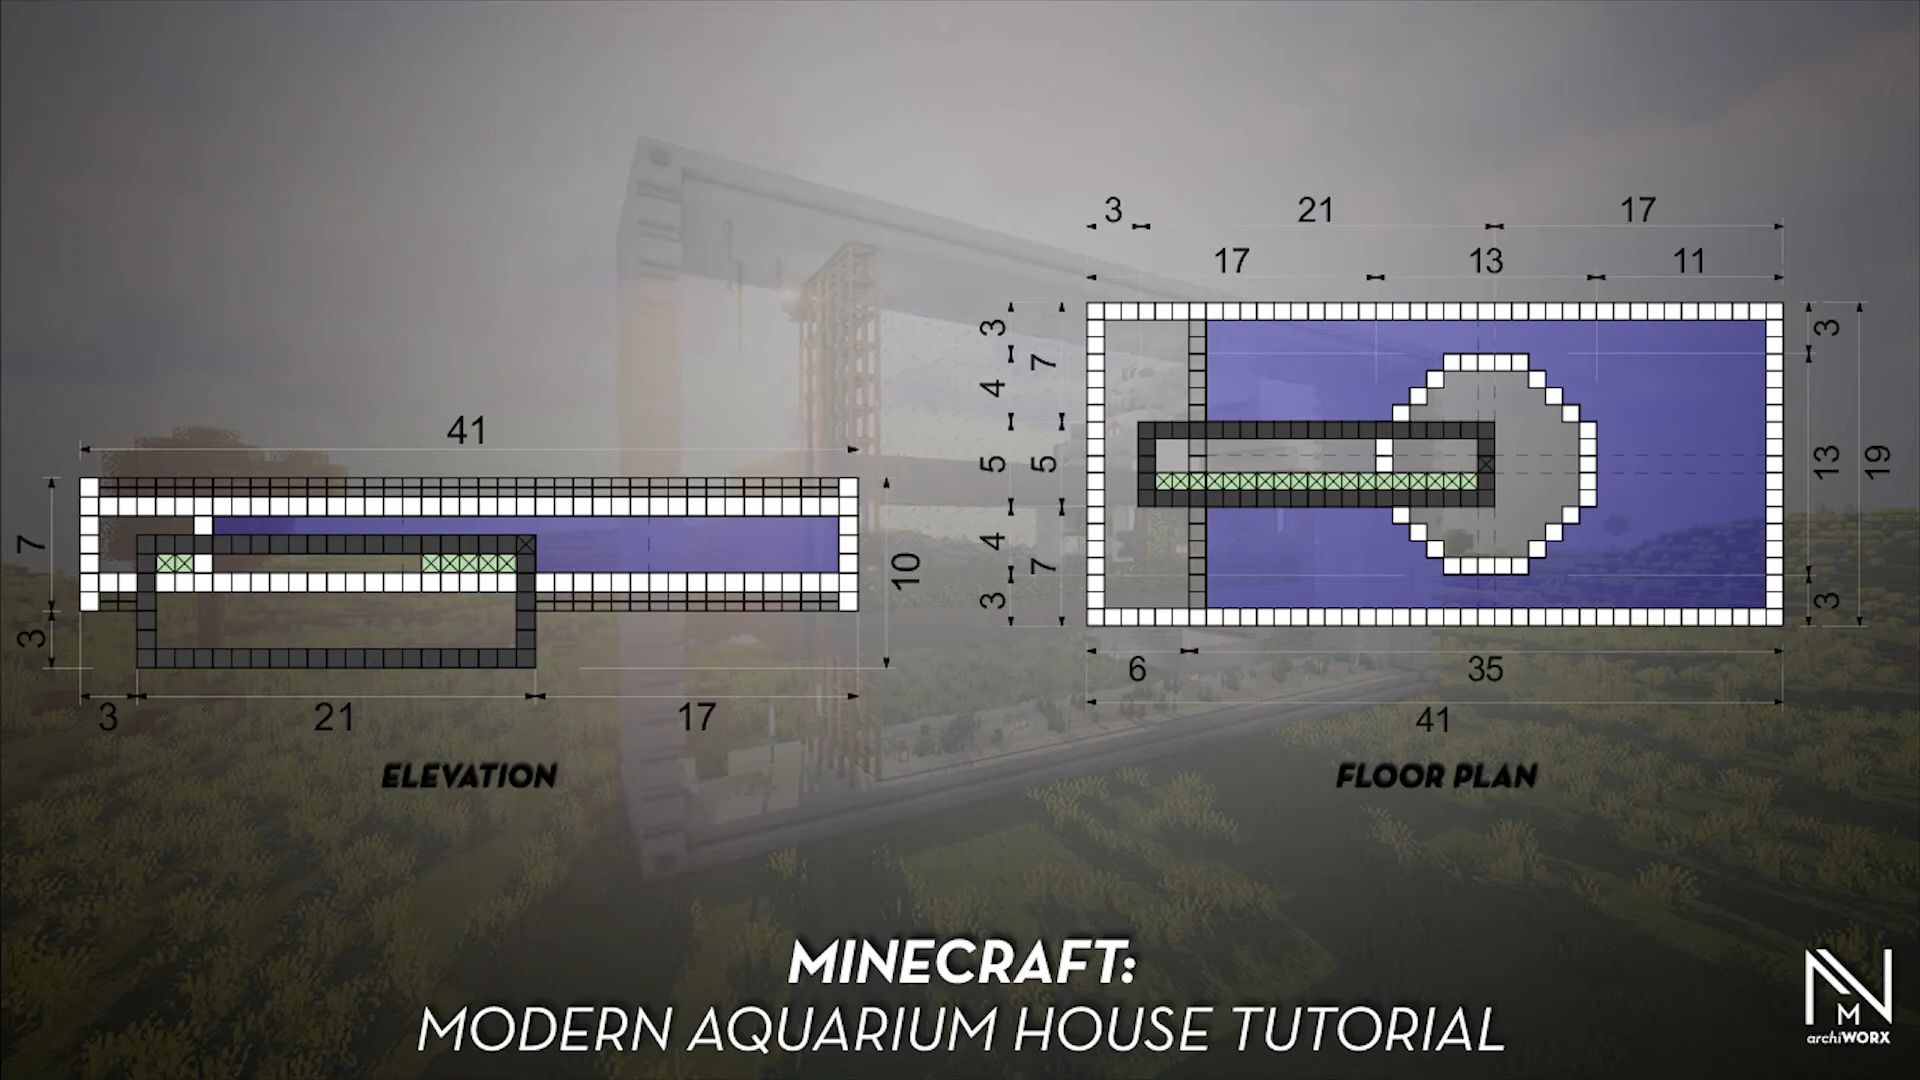 3 21 17
17 13 11
3
7
4
5
5
4
7
3
3
13
19
3
6 35
41
FLOOR PLAN
41
7
3
10
3 21 17
ELEVATION
MINECRAFT:
MODERN AQUARIUM HOUSE TUTORIAL
NM
archiWORX